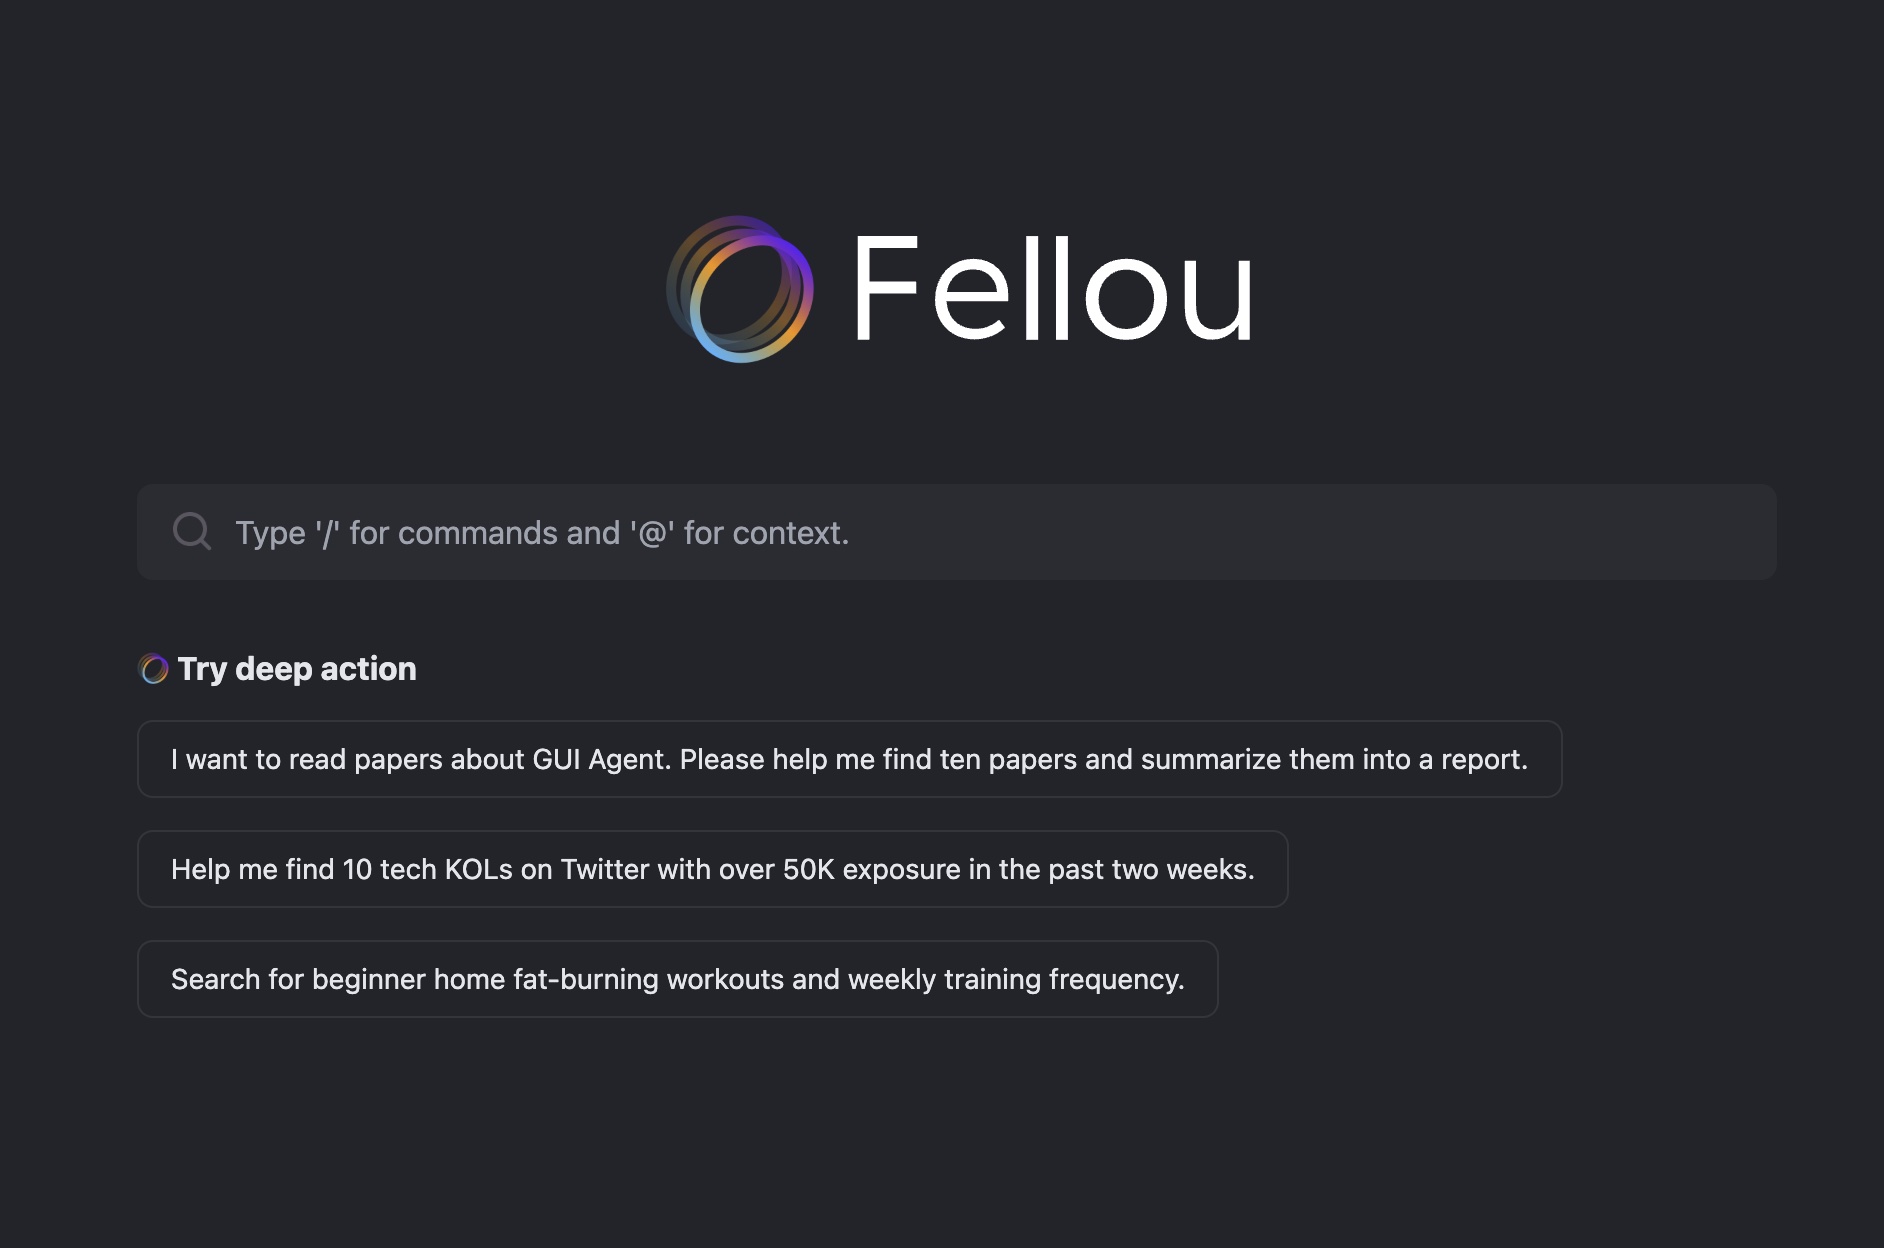 Fellou
Type '/' for commands and '@' for context.
Try deep action
I want to read papers about GUI Agent. Please help me find ten papers and summarize them into a report.
Help me find 10 tech KOLs on Twitter with over 50K exposure in the past two weeks.
Search for beginner home fat-burning workouts and weekly training frequency.